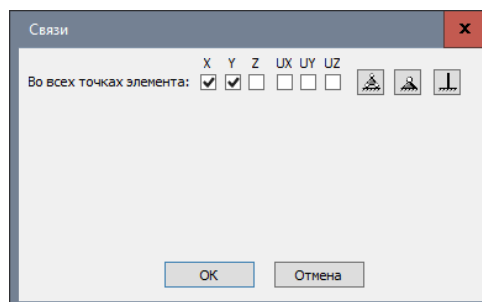 Связи
x
X Y Z UX UY UZ
Во всех точках элемента:
OK Отмена